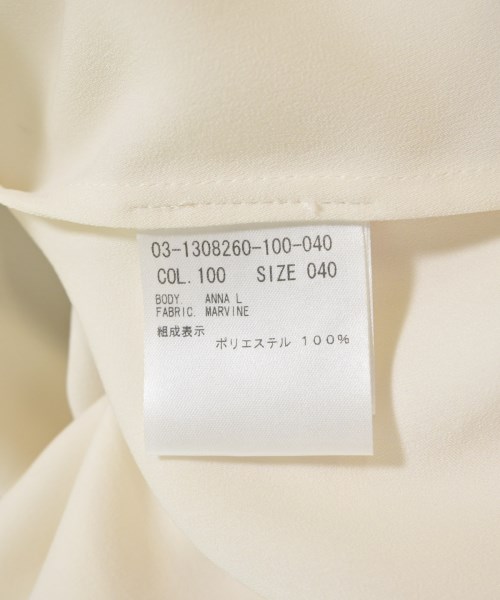 03-1308260-100-040
COL.100 SIZE 040
BODY. ANNA L
FABRIC. MARVINE
組成表示
ポリエステル 100%